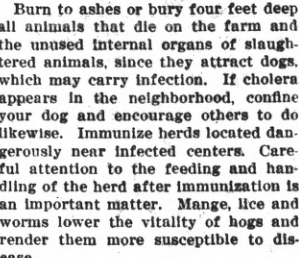 Burn to ashes or bury four feet deep
all animals that die on the farm and
the unused internal organs of slaugh-
tered animals, since they attract dogs,
which may carry infection. If cholera
appears in the neighborhood, confine
your dog and encourage others to do
likewise. Immunize herds located dan-
gerously near infected centers. Care-
ful attention to the feeding and han-
dling of the herd after immunization is
an important matter. Mange, lice and
worms lower the vitality of hogs and
render them more susceptible to dis-
ease.